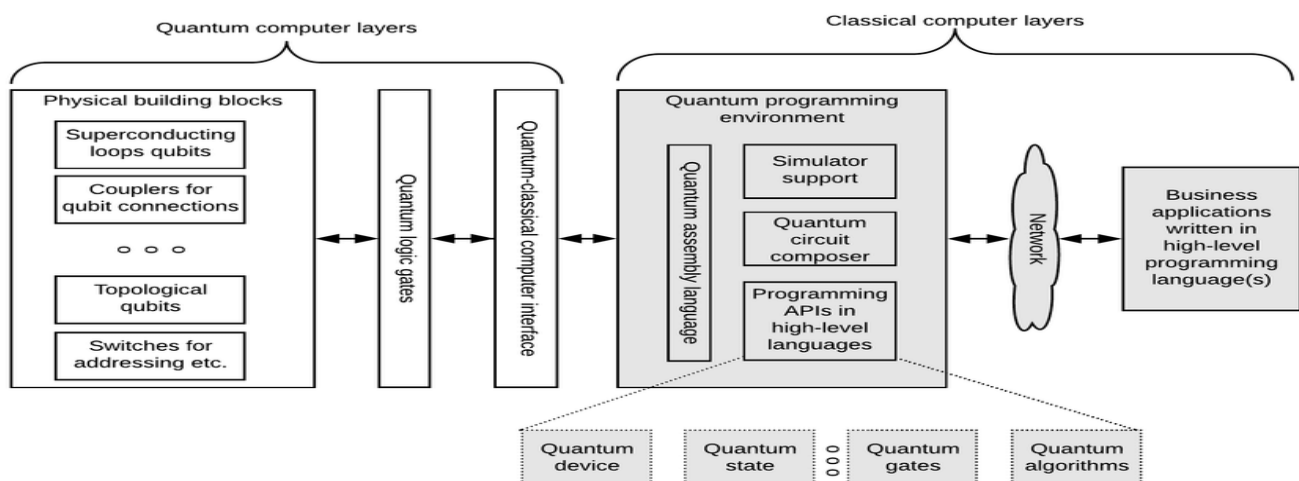 Quantum computer layers
Classical computer layers
Physical building blocks
Superconducting
loops qubits
Couplers for
qubit connections
Topological
qubits
Switches for
addressing etc.
Quantum logic gates
Quantum-classical computer interface
Quantum programming
environment
Quantum assembly language
Simulator
support
Quantum
circuit
composer
Programming
APIs in
high-level
languages
Network
Business
applications
written in
high-level
programming
language(s)
Quantum
device
Quantum
state
Quantum
gates
Quantum
algorithms